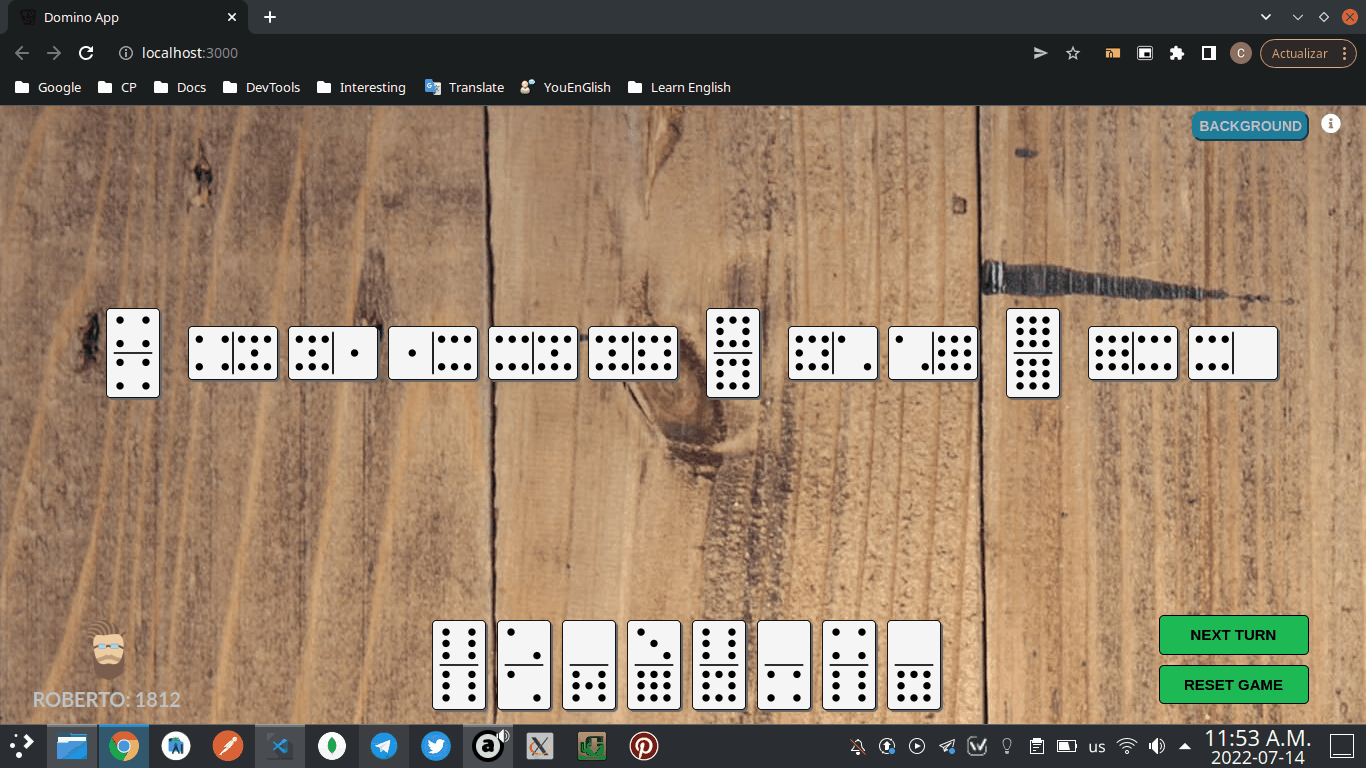 Domino App
localhost:3000
C
Actualizar
Google
CP
Docs
DevTools
Interesting
Translate
YouEnGlish
Learn English
BACKGROUND
NEXT TURN
ROBERTO: 1812
RESET GAME
us
11:53 A.M.
2022-07-14